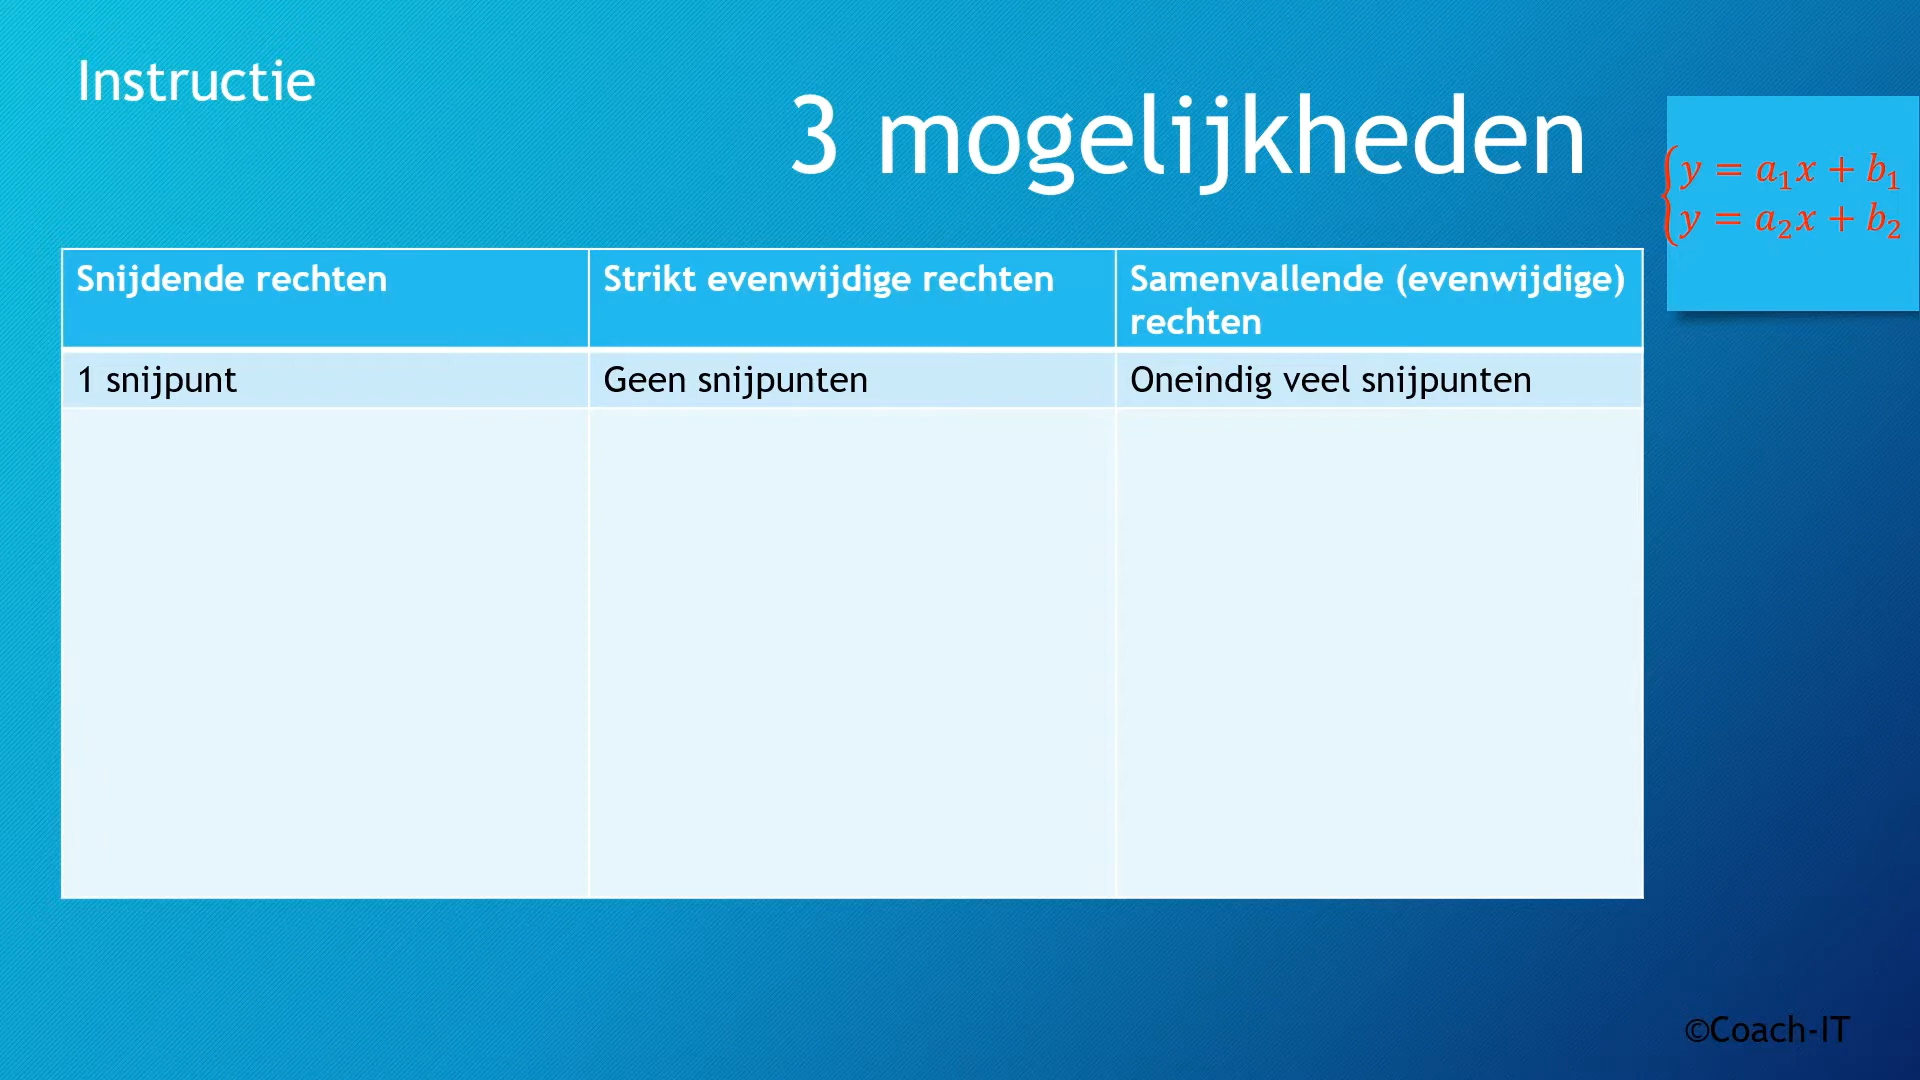 Instructie
3 mogelijkheden
y = a₁x + b₁
y = a₂x + b₂
Snijdende rechten
Strikt evenwijdige rechten
Samenvallende (evenwijdige)
rechten
1 snijpunt
Geen snijpunten
Oneindig veel snijpunten
©Coach-IT